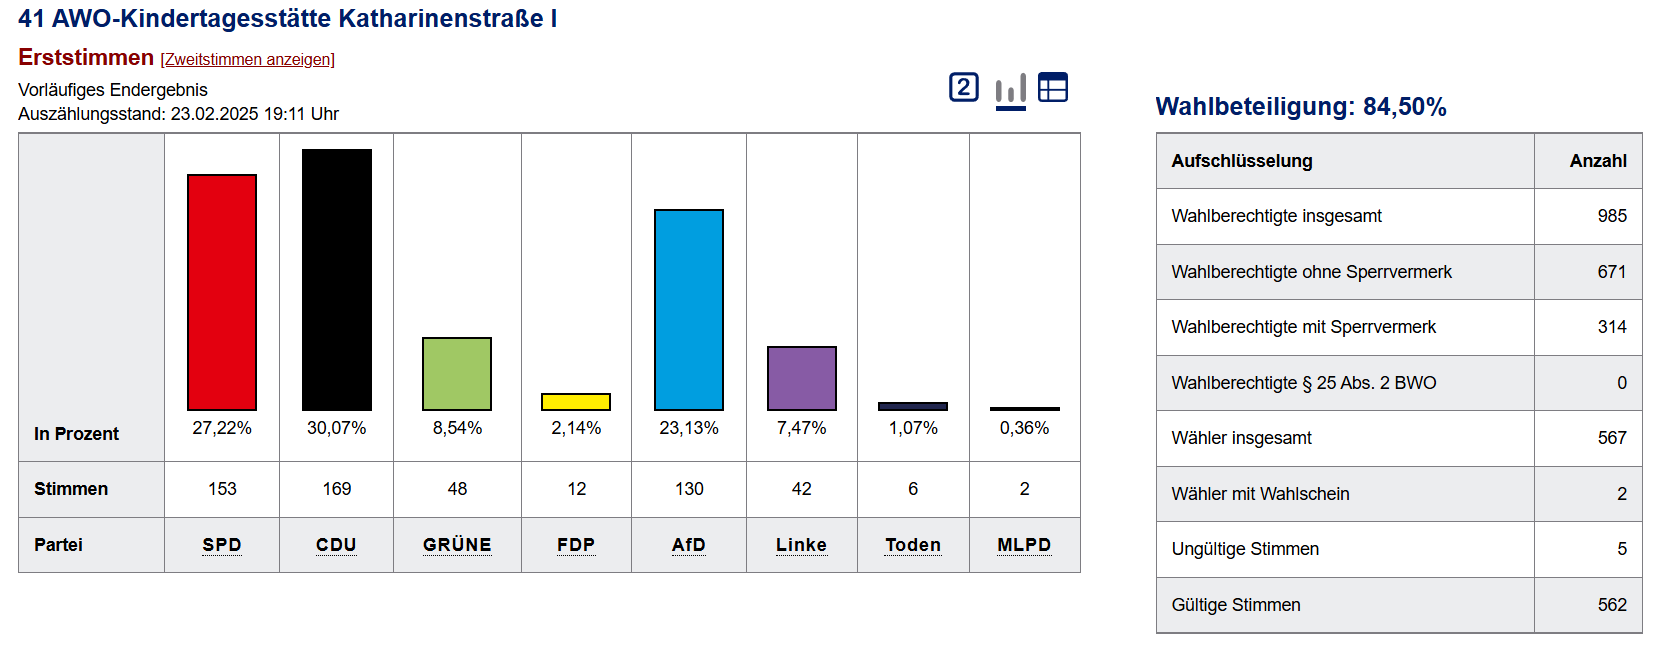 41 AWO-Kindertagesstätte Katharinenstraße I
Erststimmen [Zweitstimmen anzeigen]
Vorläufiges Endergebnis
Auszählungsstand: 23.02.2025 19:11 Uhr
2
In Prozent 27,22% 30,07% 8,54% 2,14% 23,13% 7,47% 1,07% 0,36%
Stimmen 153 169 48 12 130 42 6 2
Partei SPD CDU GRÜNE FDP AfD Linke Toden MLPD
Wahlbeteiligung: 84,50%
Aufschlüsselung Anzahl
Wahlberechtigte insgesamt 985
Wahlberechtigte ohne Sperrvermerk 671
Wahlberechtigte mit Sperrvermerk 314
Wahlberechtigte § 25 Abs. 2 BWO 0
Wähler insgesamt 567
Wähler mit Wahlschein 2
Ungültige Stimmen 5
Gültige Stimmen 562